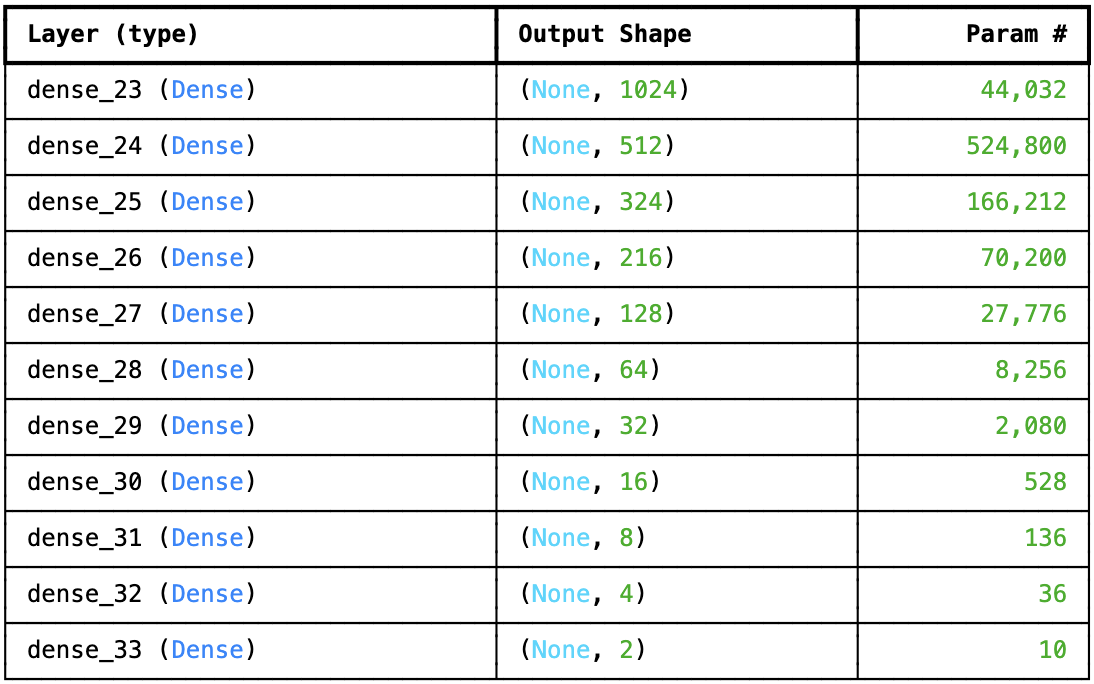 Layer (type) Output Shape Param #
dense_23 (Dense) (None, 1024) 44,032
dense_24 (Dense) (None, 512) 524,800
dense_25 (Dense) (None, 324) 166,212
dense_26 (Dense) (None, 216) 70,200
dense_27 (Dense) (None, 128) 27,776
dense_28 (Dense) (None, 64) 8,256
dense_29 (Dense) (None, 32) 2,080
dense_30 (Dense) (None, 16) 528
dense_31 (Dense) (None, 8) 136
dense_32 (Dense) (None, 4) 36
dense_33 (Dense) (None, 2) 10